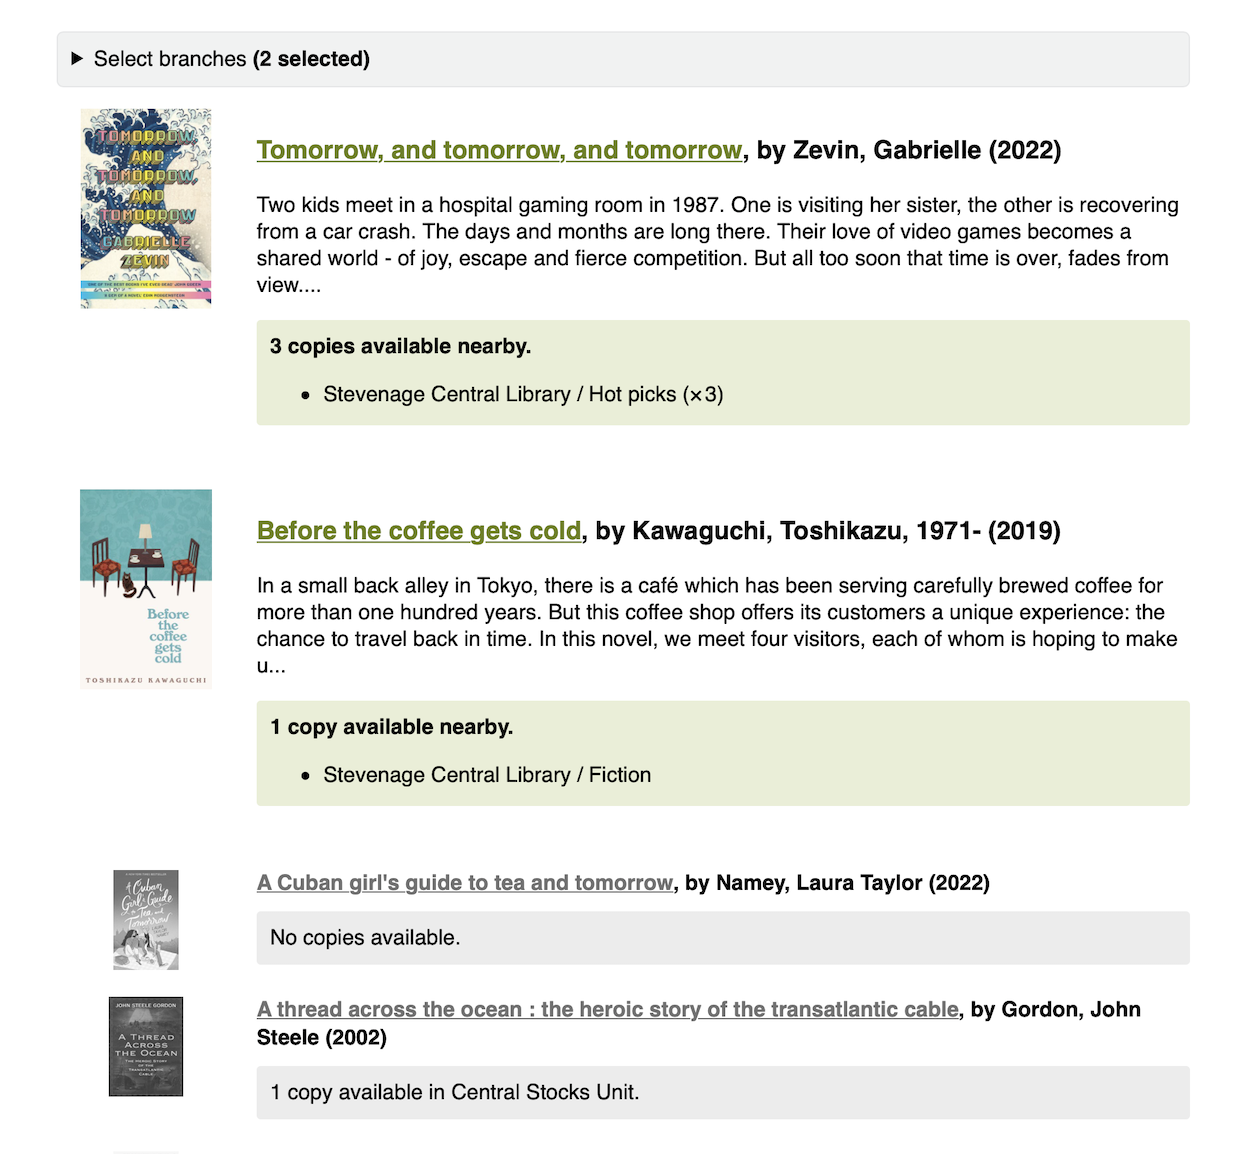 ▶ Select branches (2 selected)
TOMORROW,
AND
TOMORROW,
AND
TOMORROW
GABRIELLE
ZEVIN
Tomorrow, and tomorrow, and tomorrow, by Zevin, Gabrielle (2022)
Two kids meet in a hospital gaming room in 1987. One is visiting her sister, the other is recovering
from a car crash. The days and months are long there. Their love of video games becomes a
shared world - of joy, escape and fierce competition. But all too soon that time is over, fades from
view....
3 copies available nearby.
• Stevenage Central Library / Hot picks (×3)
Before
the
coffee
gets
cold
TOSHIKAZU KAWAGUCHI
Before the coffee gets cold, by Kawaguchi, Toshikazu, 1971- (2019)
In a small back alley in Tokyo, there is a café which has been serving carefully brewed coffee for
more than one hundred years. But this coffee shop offers its customers a unique experience: the
chance to travel back in time. In this novel, we meet four visitors, each of whom is hoping to make
u...
1 copy available nearby.
• Stevenage Central Library / Fiction
A Cuban
Girl's Guide
to Tea and
Tomorrow
A Cuban girl's guide to tea and tomorrow, by Namey, Laura Taylor (2022)
No copies available.
JOHN STEELE GORDON
A THREAD
ACROSS
THE OCEAN
THE HEROIC STORY
OF THE
TRANSATLANTIC
CABLE
A thread across the ocean : the heroic story of the transatlantic cable, by Gordon, John
Steele (2002)
1 copy available in Central Stocks Unit.